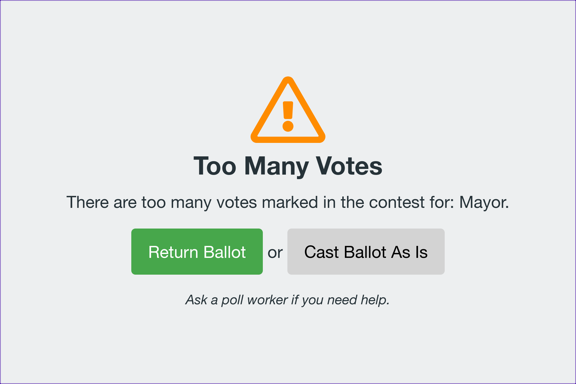 Too Many Votes
There are too many votes marked in the contest for: Mayor.
Return Ballot or Cast Ballot As Is
Ask a poll worker if you need help.